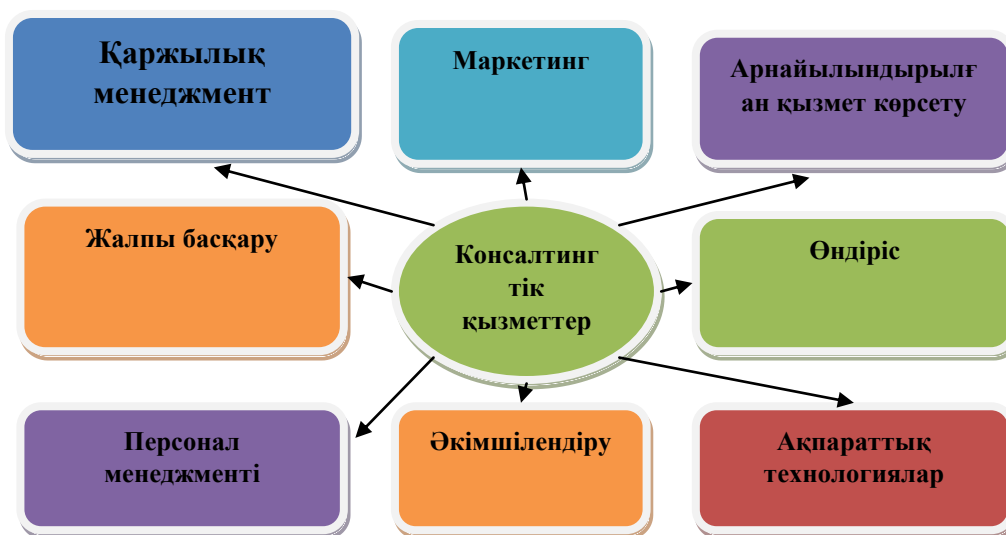 Қаржылық
менеджмент
Маркетинг
Арнайылындырылғ
ан қызмет көрсету
Жалпы басқару
Консалтинг
тік
қызметтер
Өндіріс
Персонал
менеджменті
Әкімшілендіру
Ақпараттық
технологиялар